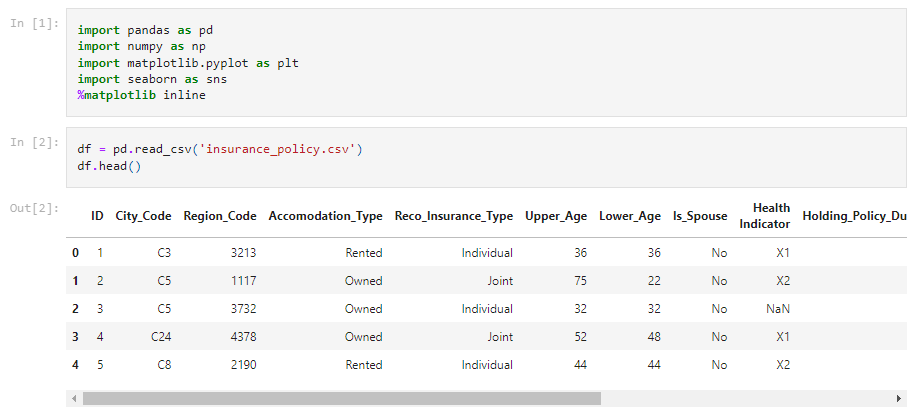 In [1]:
import pandas as pd
import numpy as np
import matplotlib.pyplot as plt
import seaborn as sns
%matplotlib inline
In [2]:
df = pd.read_csv('insurance_policy.csv')
df.head()
Out[2]:
ID City_Code Region_Code Accomodation_Type Reco_Insurance_Type Upper_Age Lower_Age Is_Spouse Health Indicator Holding_Policy_Du
0 1 C3 3213 Rented Individual 36 36 No X1
1 2 C5 1117 Owned Joint 75 22 No X2
2 3 C5 3732 Owned Individual 32 32 No NaN
3 4 C24 4378 Owned Joint 52 48 No X1
4 5 C8 2190 Rented Individual 44 44 No X2